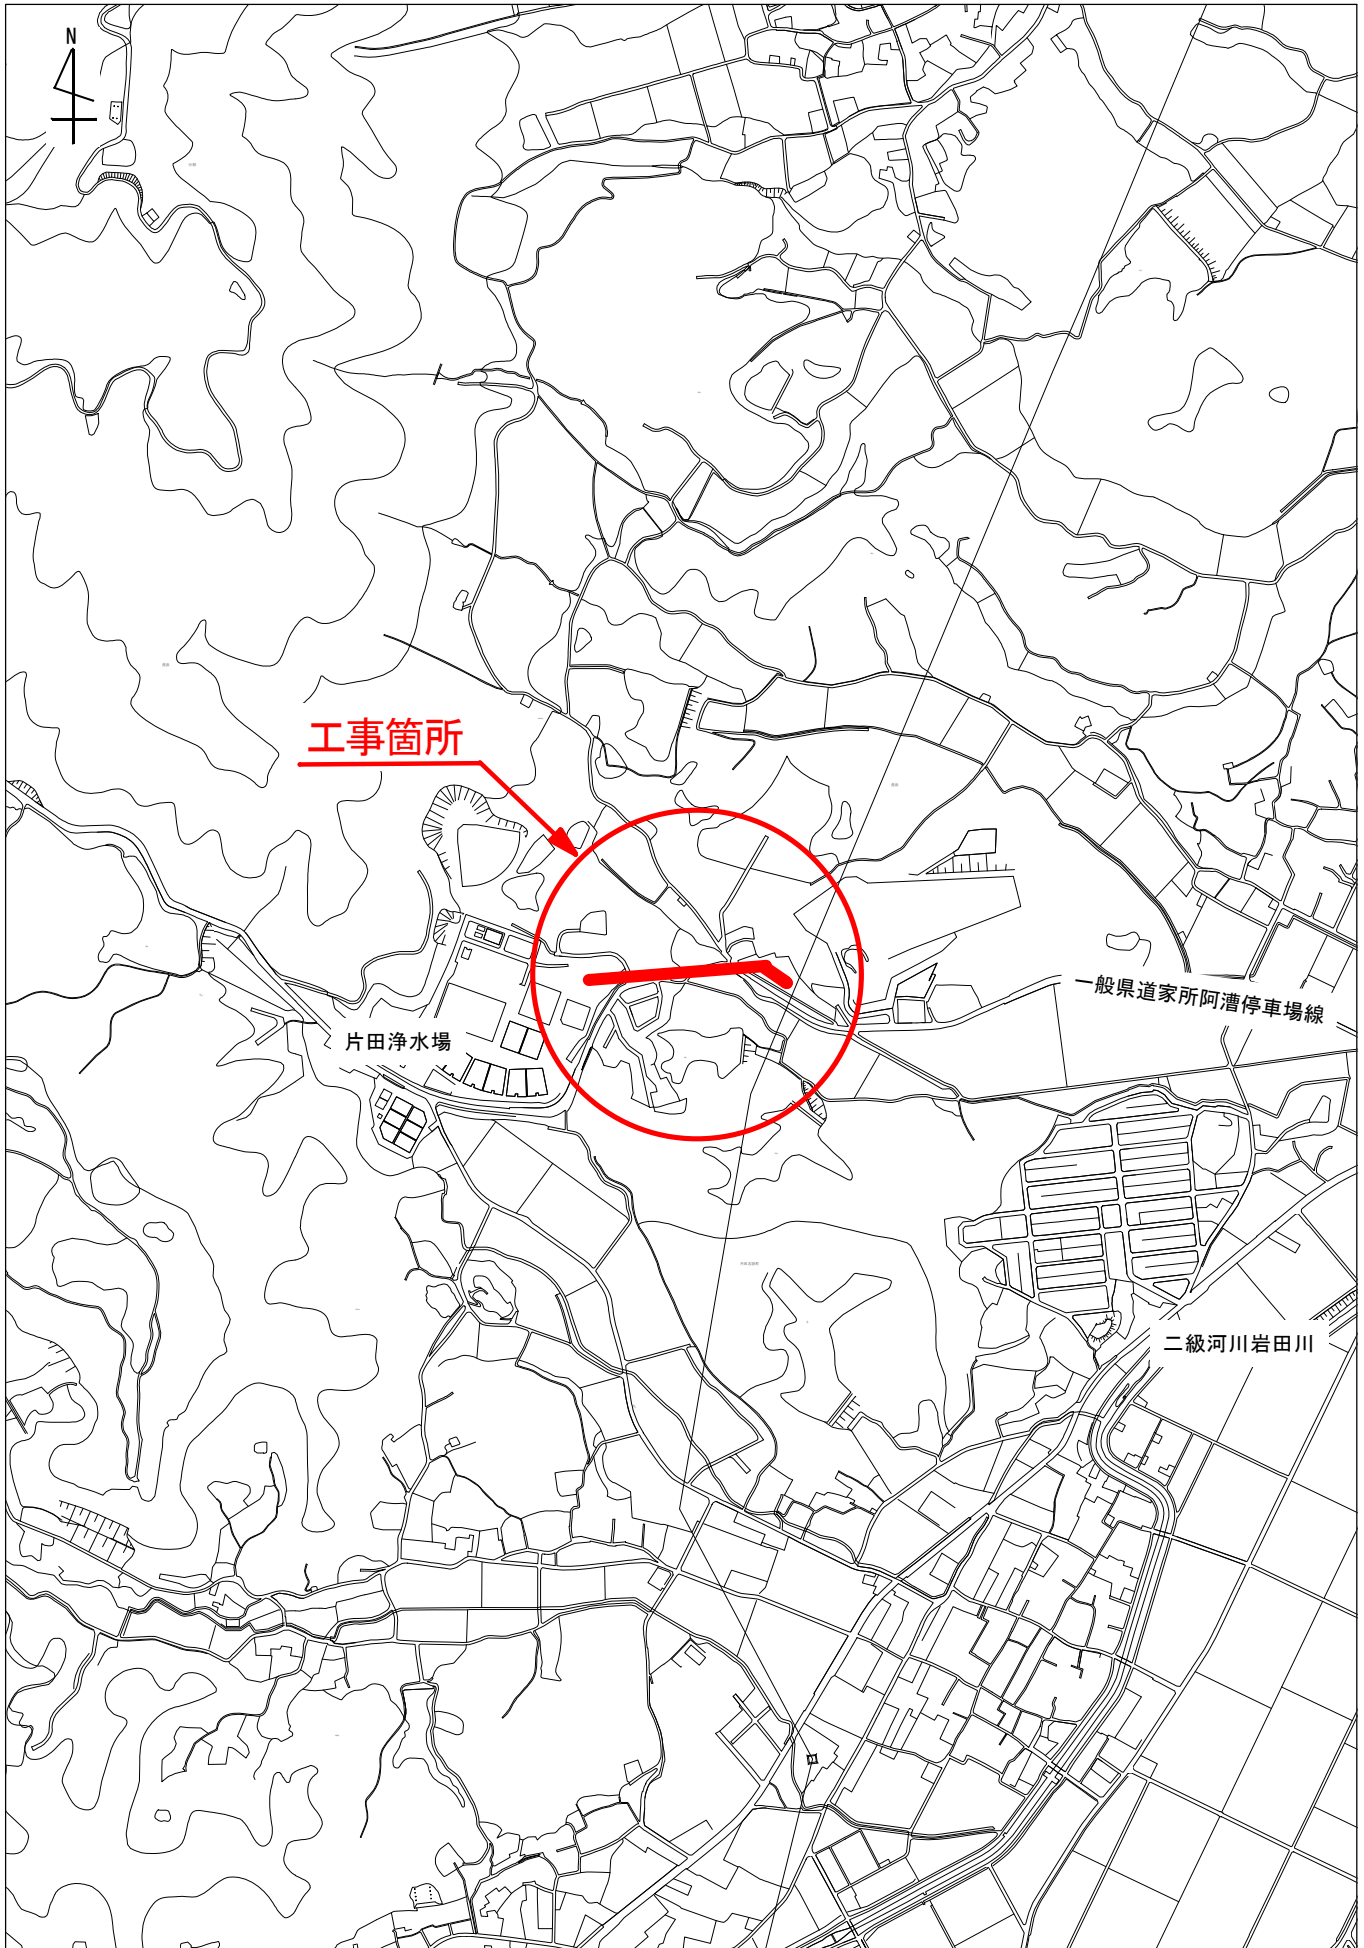 N
工事箇所
一般県道家所阿漕停車場線
片田浄水場
二級河川岩田川